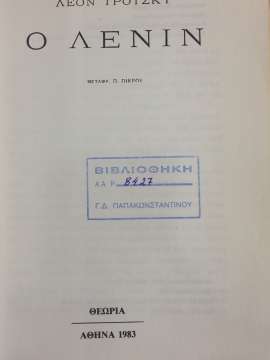 ΛΕΟΝ ΤΡΟΤΣΚΥ
Ο ΛΕΝΙΝ
ΜΕΤΑΦΡ. Π. ΠΙΚΡΟΥ
ΒΙΒΛΙΟΘΗΚΗ
Α.Α.Ρ. 8427
Γ.Δ. ΠΑΠΑΚΩΝΣΤΑΝΤΙΝΟΥ
ΘΕΩΡΙΑ
ΑΘΗΝΑ 1983